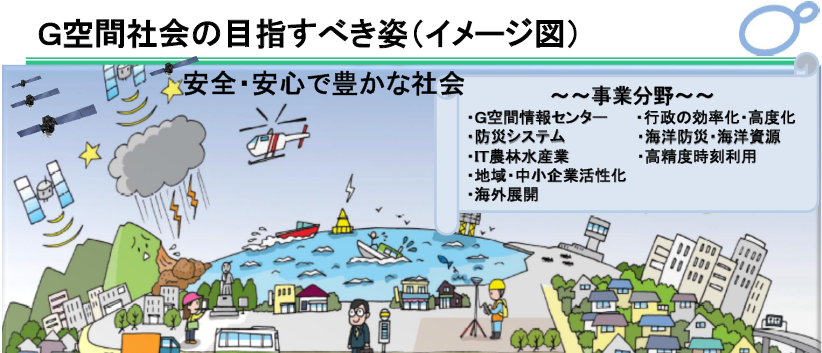 G空間社会の目指すべき姿(イメージ図)
安全・安心で豊かな社会
~~事業分野~~
・G空間情報センター
・防災システム
・IT農林水産業
・地域・中小企業活性化
・海外展開
・行政の効率化・高度化
・海洋防災・海洋資源
・高精度時刻利用